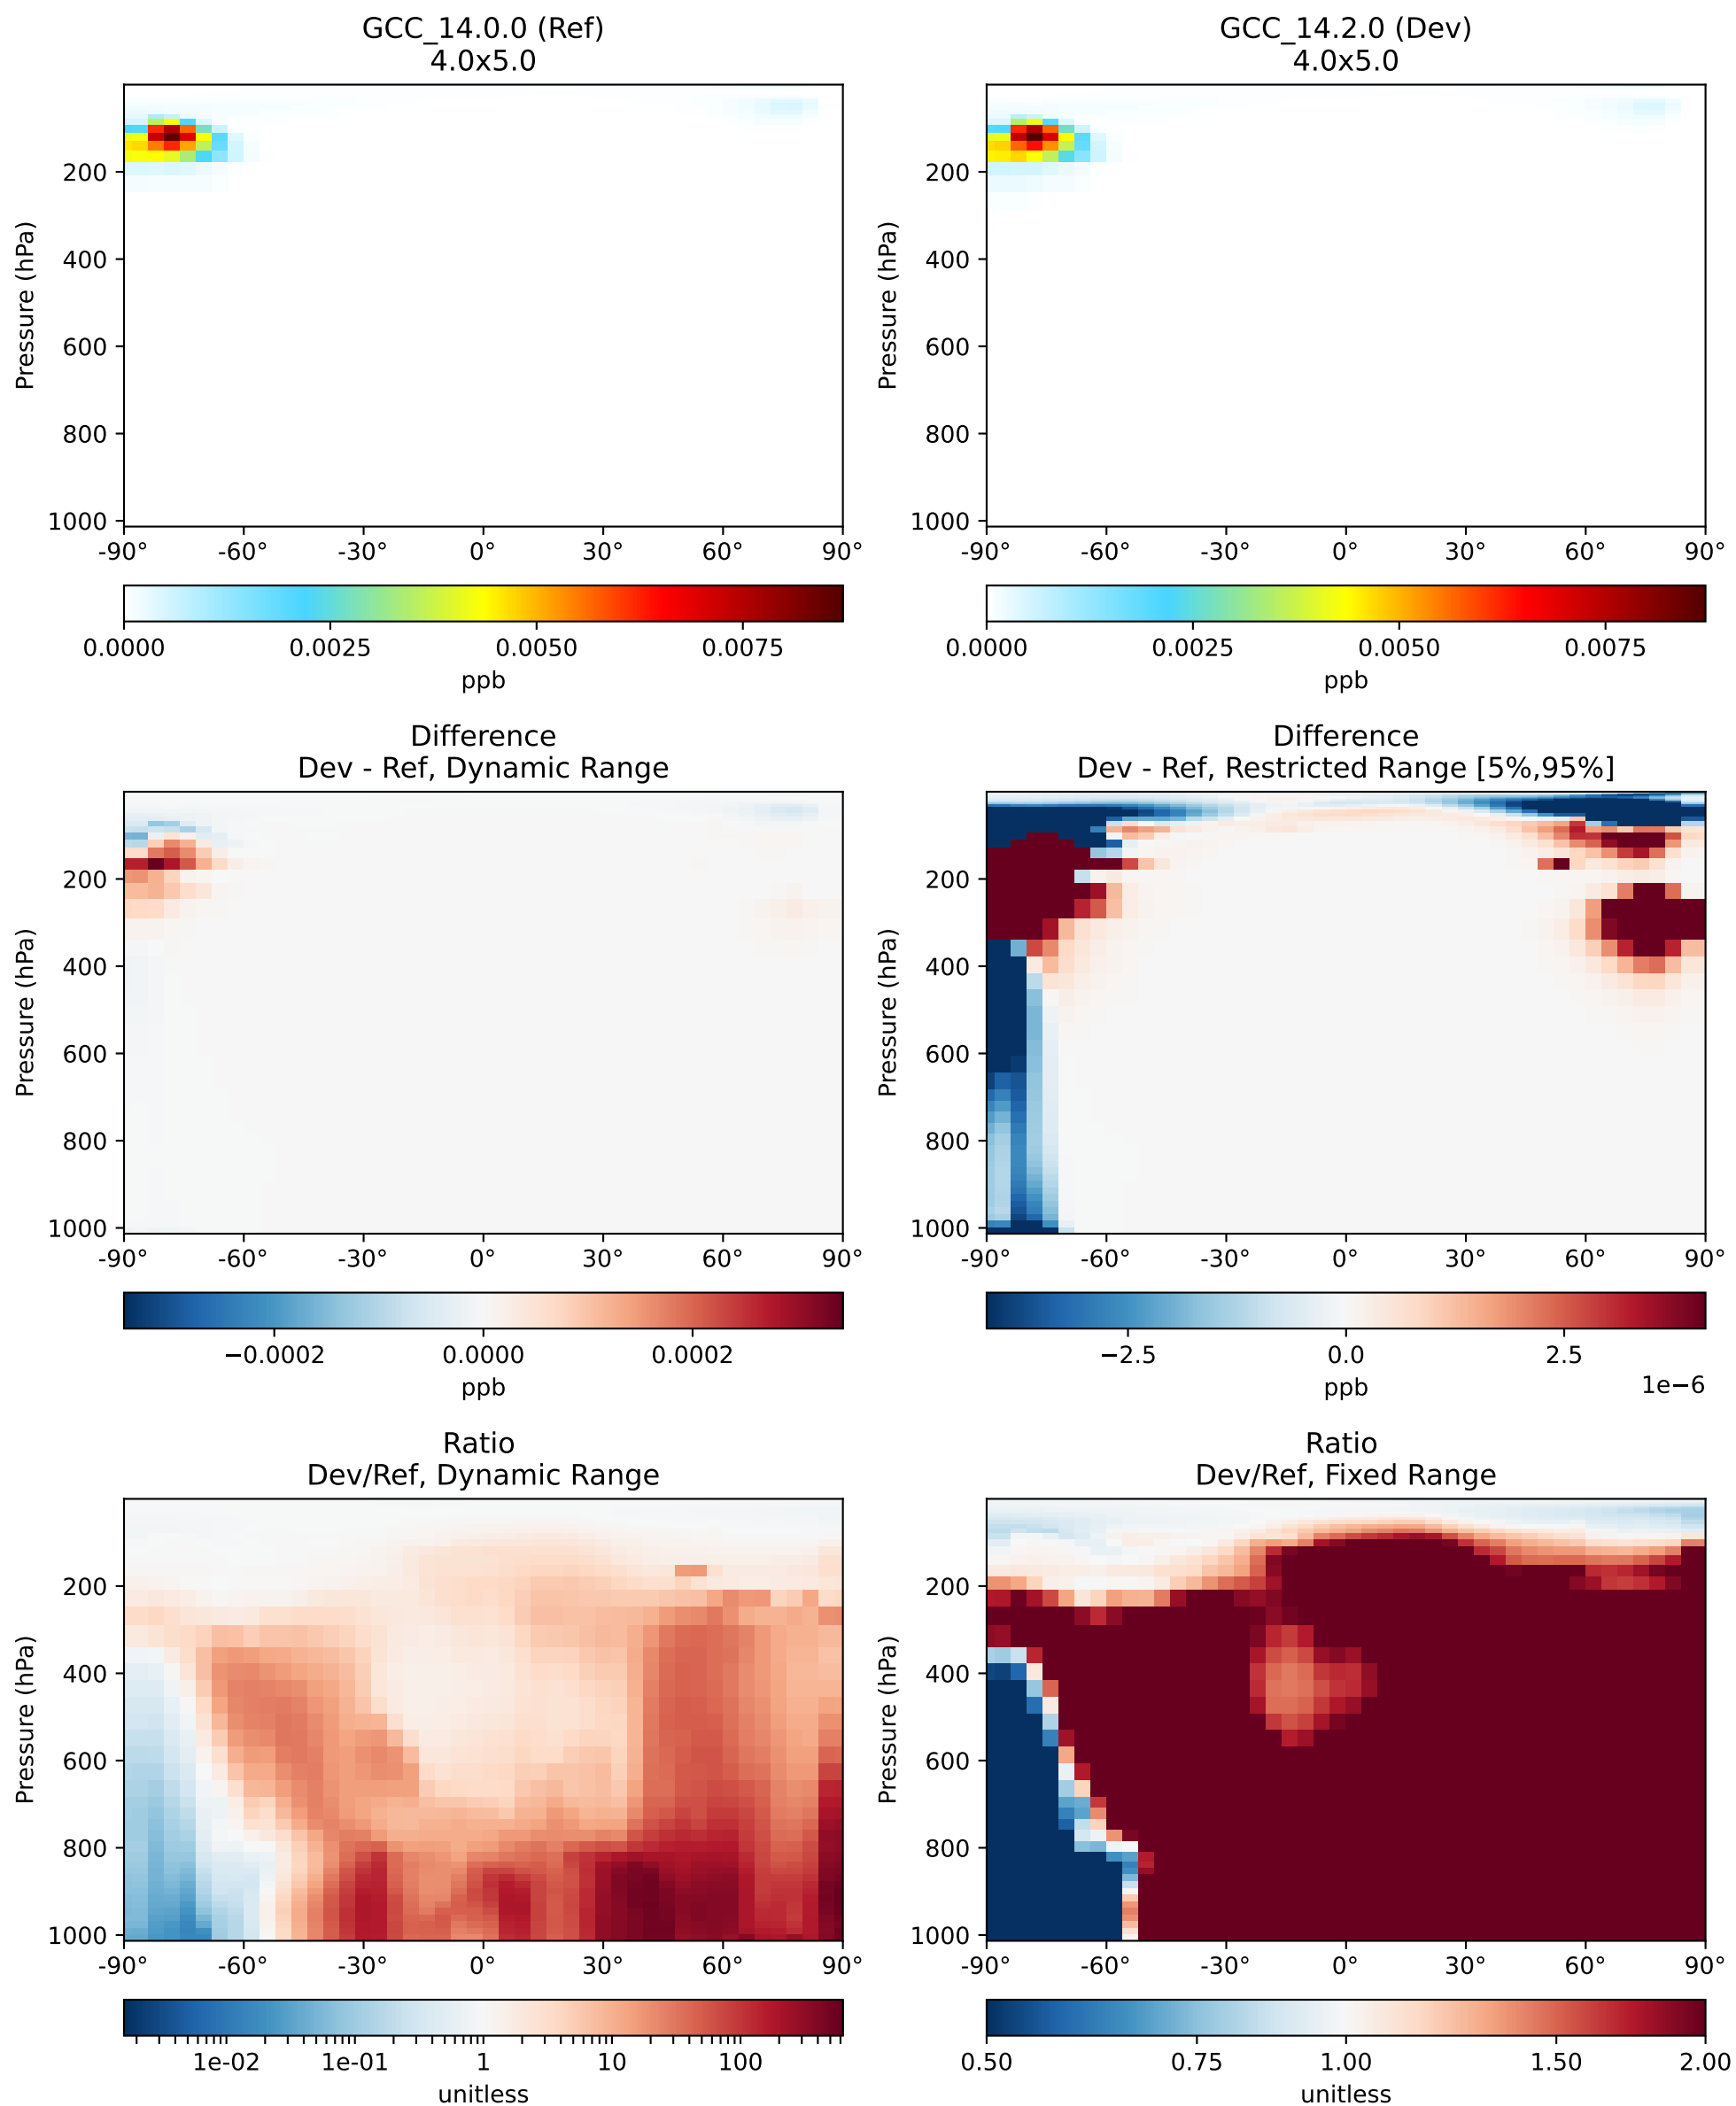 GCC_14.0.0 (Ref)
4.0x5.0
Pressure (hPa)
200
400
600
800
1000
-90° -60° -30° 0° 30° 60° 90°
0.0000 0.0025 0.0050 0.0075
ppb
GCC_14.2.0 (Dev)
4.0x5.0
Pressure (hPa)
200
400
600
800
1000
-90° -60° -30° 0° 30° 60° 90°
0.0000 0.0025 0.0050 0.0075
ppb
Difference
Dev - Ref, Dynamic Range
Pressure (hPa)
200
400
600
800
1000
-90° -60° -30° 0° 30° 60° 90°
−0.0002 0.0000 0.0002
ppb
Difference
Dev - Ref, Restricted Range [5%,95%]
Pressure (hPa)
200
400
600
800
1000
-90° -60° -30° 0° 30° 60° 90°
−2.5 0.0 2.5
ppb
1e−6
Ratio
Dev/Ref, Dynamic Range
Pressure (hPa)
200
400
600
800
1000
-90° -60° -30° 0° 30° 60° 90°
1e-02 1e-01 1 10 100
unitless
Ratio
Dev/Ref, Fixed Range
Pressure (hPa)
200
400
600
800
1000
-90° -60° -30° 0° 30° 60° 90°
0.50 0.75 1.00 1.50 2.00
unitless